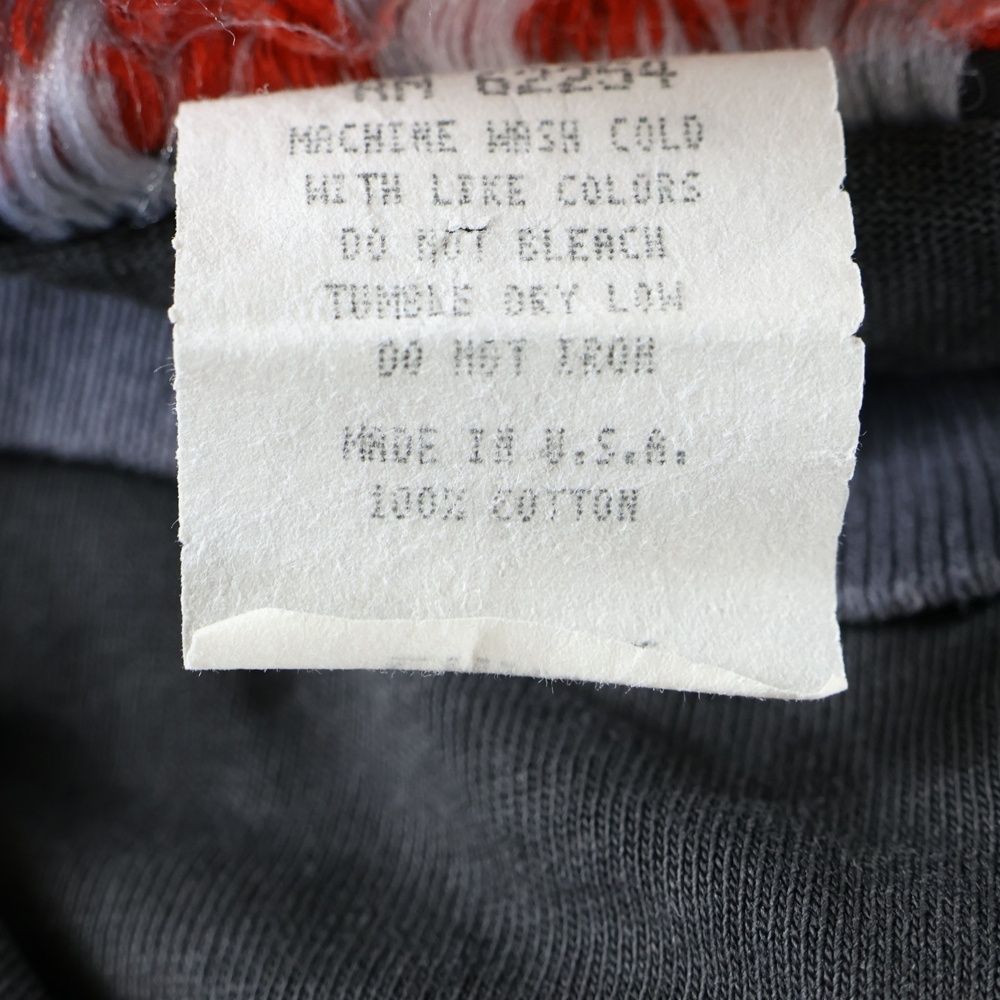 RM 62254
MACHINE WASH COLD
WITH LIKE COLORS
DO NOT BLEACH
TUMBLE DRY LOW
DO NOT IRON
MADE IN U.S.A.
100% COTTON